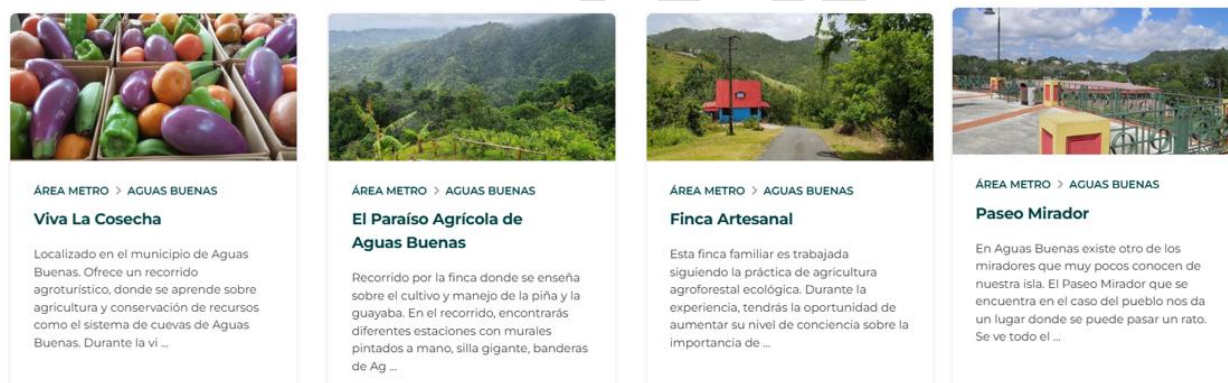 ÁREA METRO > AGUAS BUENAS
Viva La Cosecha
Localizado en el municipio de Aguas
Buenas. Ofrece un recorrido
agroturístico, donde se aprende sobre
agricultura y conservación de recursos
como el sistema de cuevas de Aguas
Buenas. Durante la vi ...
ÁREA METRO > AGUAS BUENAS
El Paraíso Agrícola de
Aguas Buenas
Recorrido por la finca donde se enseña
sobre el cultivo y manejo de la piña y la
guayaba. En el recorrido, encontrarás
diferentes estaciones con murales
pintados a mano, silla gigante, banderas
de Ag ...
ÁREA METRO > AGUAS BUENAS
Finca Artesanal
Esta finca familiar es trabajada
siguiendo la práctica de agricultura
agroforestal ecológica. Durante la
experiencia, tendrás la oportunidad de
aumentar su nivel de conciencia sobre la
importancia de ...
ÁREA METRO > AGUAS BUENAS
Paseo Mirador
En Aguas Buenas existe otro de los
miradores que muy pocos conocen de
nuestra isla. El Paseo Mirador que se
encuentra en el caso del pueblo nos da
un lugar donde se puede pasar un rato.
Se ve todo el ...